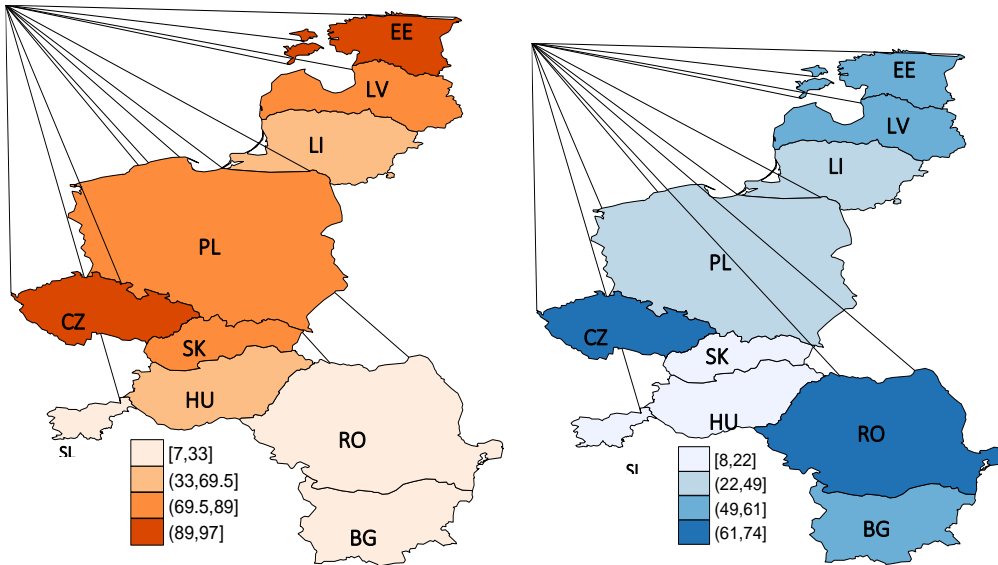 EE
LV
LI
PL
CZ
SK
HU
SL
RO
BG
[7,33]
(33,69.5]
(69.5,89]
(89,97]
EE
LV
LI
PL
CZ
SK
HU
SL
RO
BG
[8,22]
(22,49]
(49,61]
(61,74]